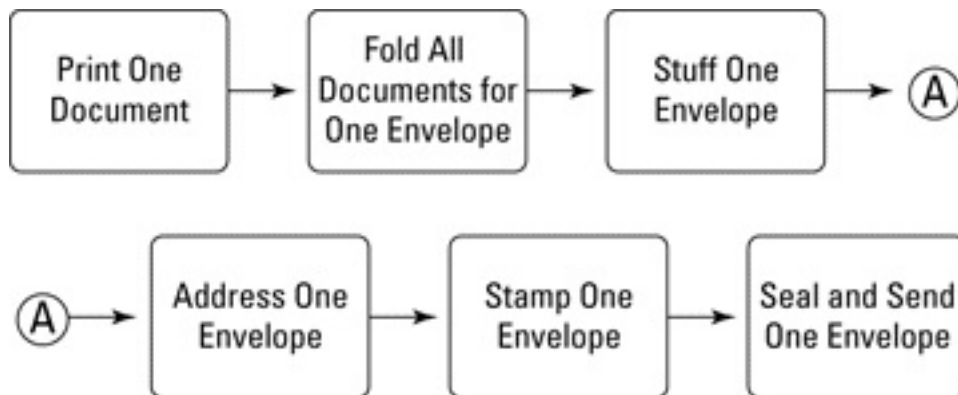 Print One
Document
Fold All
Documents for
One Envelope
Stuff One
Envelope
A
A
Address One
Envelope
Stamp One
Envelope
Seal and Send
One Envelope